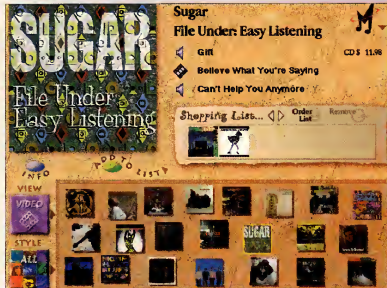 SUGAR
File Under:
Easy Listening
Sugar
File Under: Easy Listening
Gift
CD $ 11.98
Believe What You're Saying
Can't Help You Anymore
Shopping List...
Order List
Remove
INFO
ADD TO LIST
VIEW
VIDEO
STYLE
ALL
SUGAR